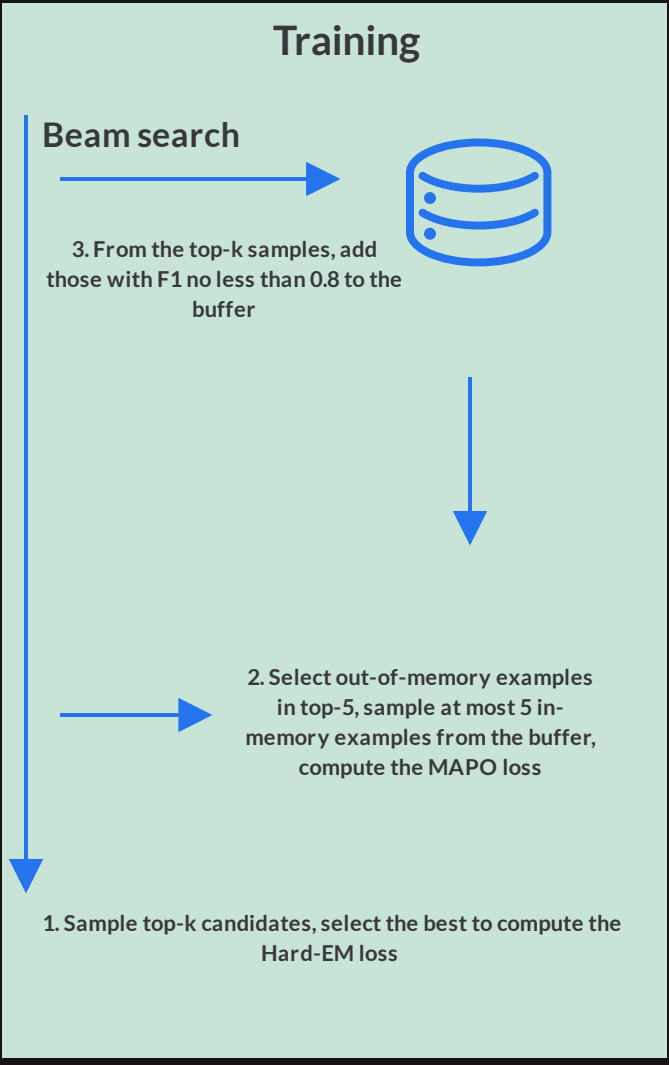 Training
Beam search
3. From the top-k samples, add
those with F1 no less than 0.8 to the
buffer
2. Select out-of-memory examples
in top-5, sample at most 5 in-
memory examples from the buffer,
compute the MAPO loss
1. Sample top-k candidates, select the best to compute the
Hard-EM loss